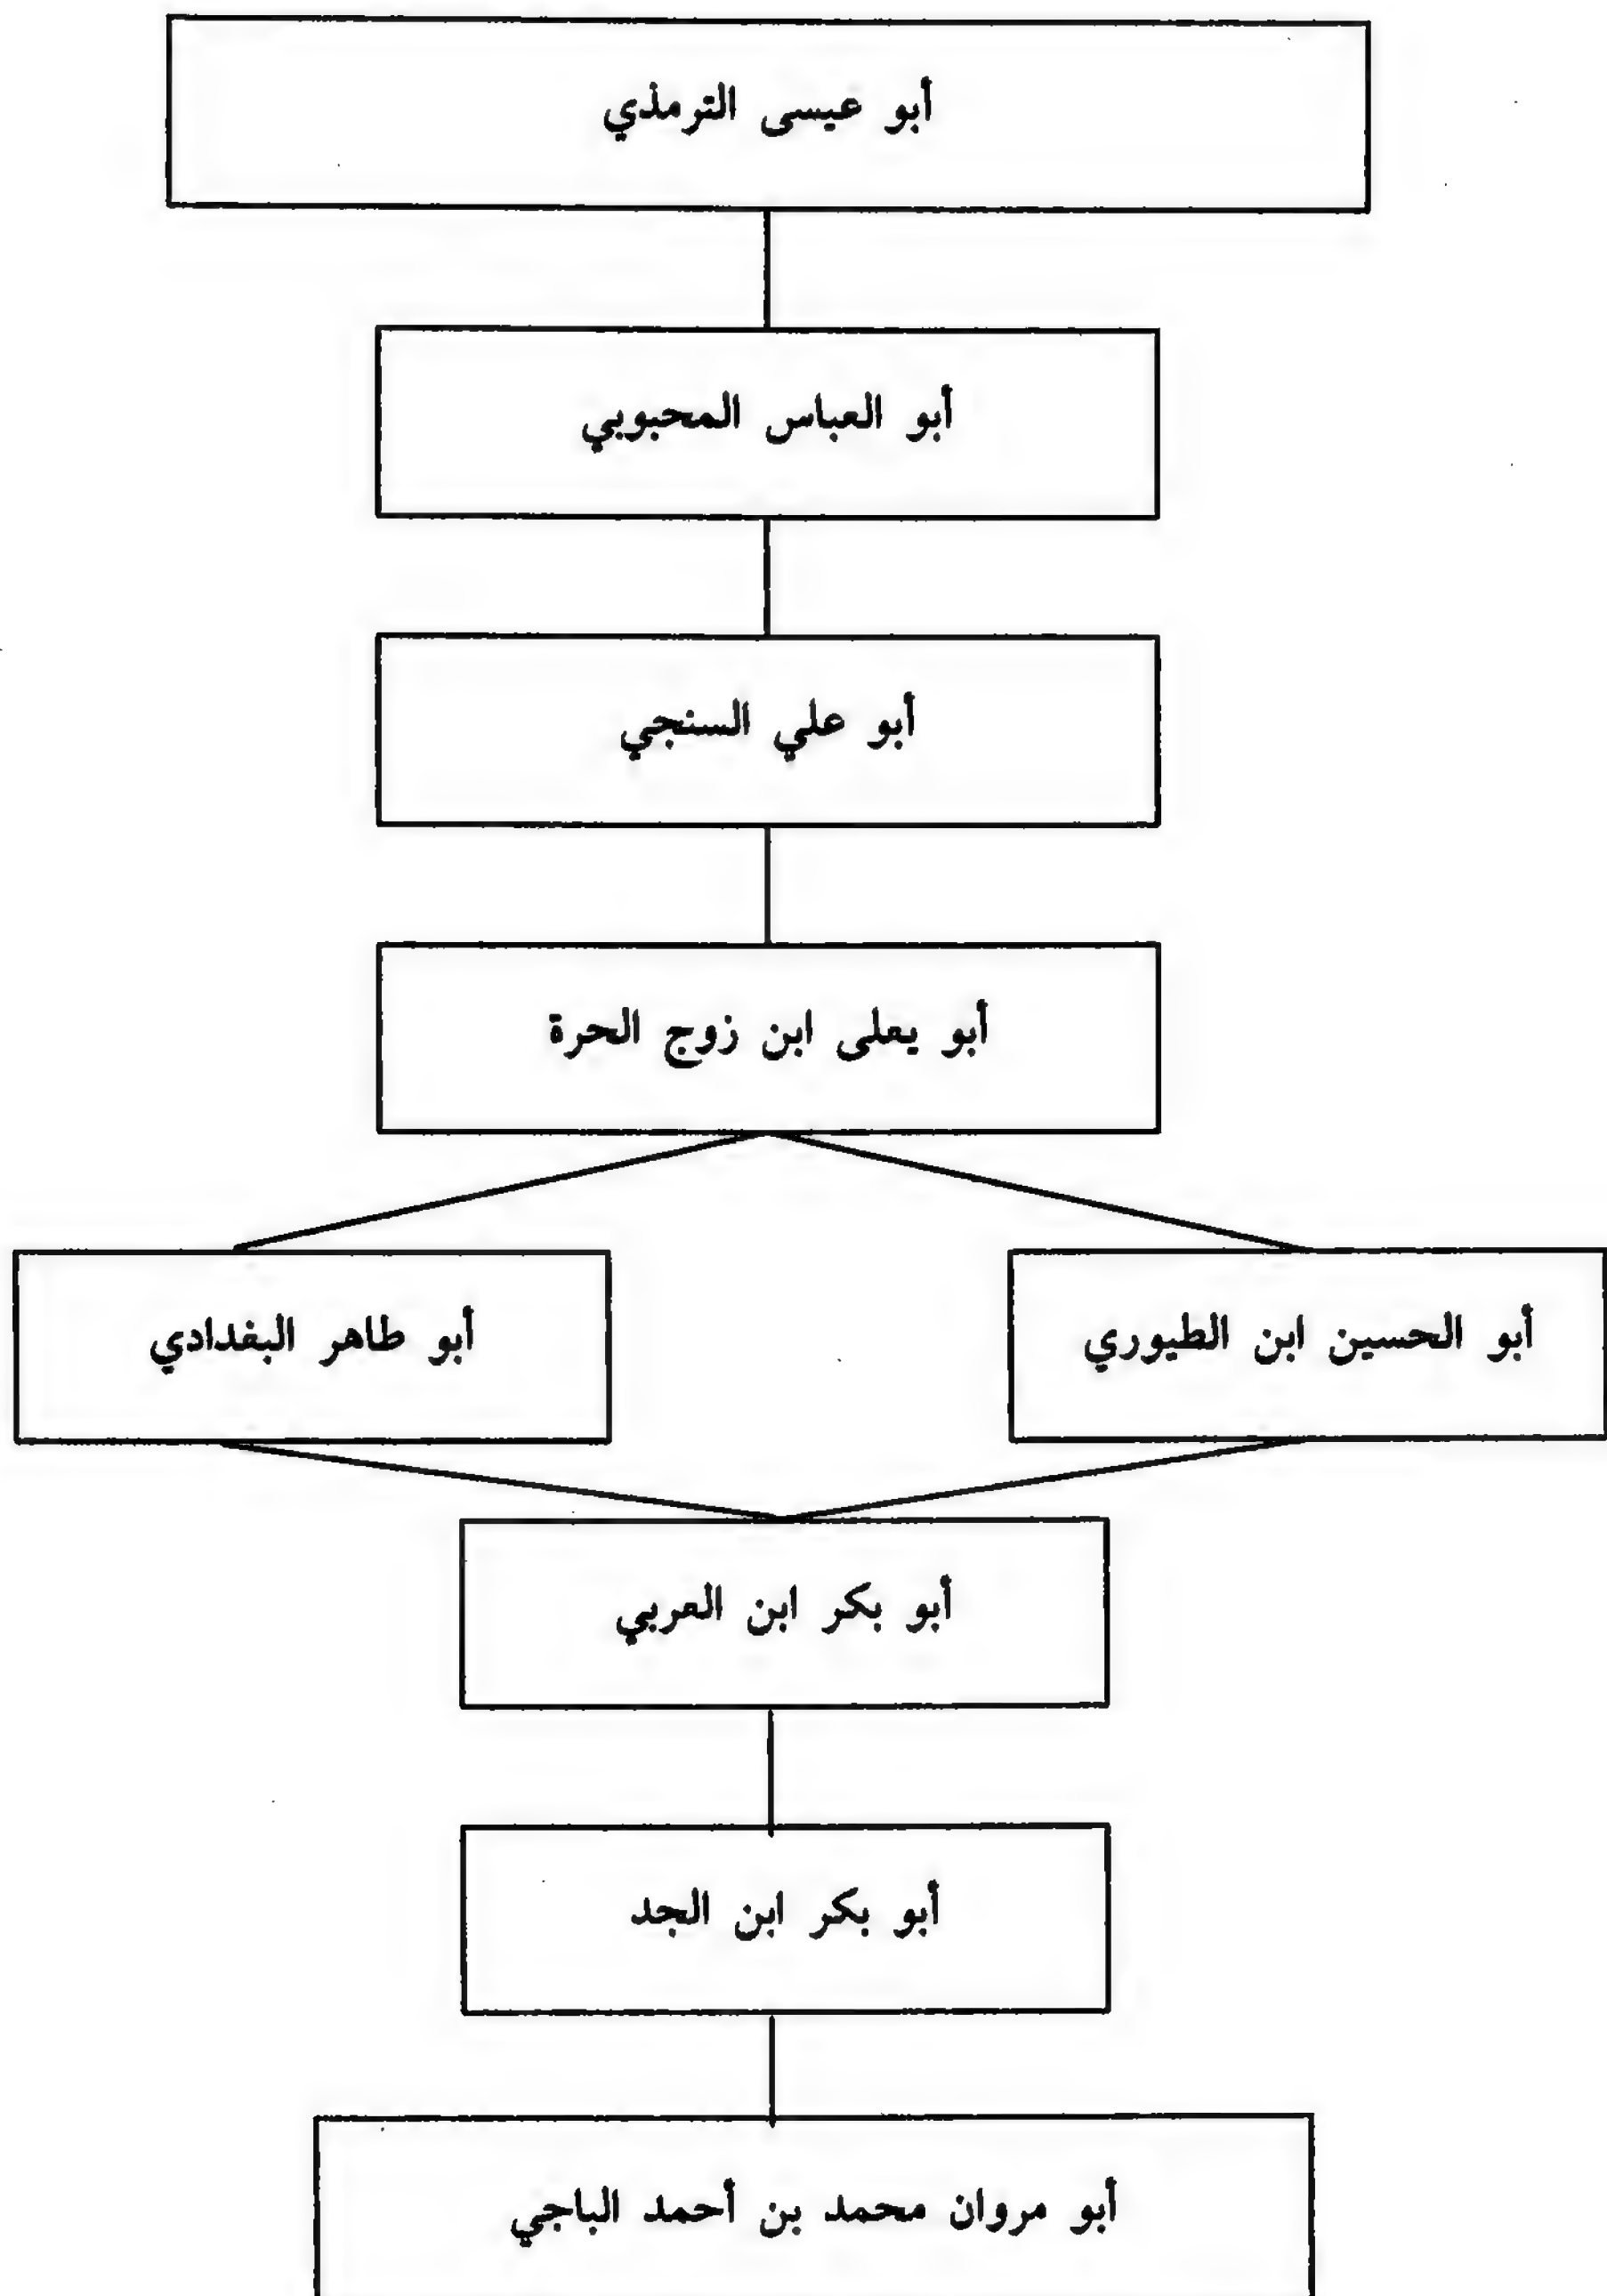 أبو عيسى الترمذي
أبو العباس المحبوبي
أبو علي السنجي
أبو يعلى ابن زوج الحرة
أبو الحسين ابن الطيوري
أبو طاهر البغدادي
أبو بكر ابن العربي
أبو بكر ابن الجد
أبو مروان محمد بن أحمد الباجي